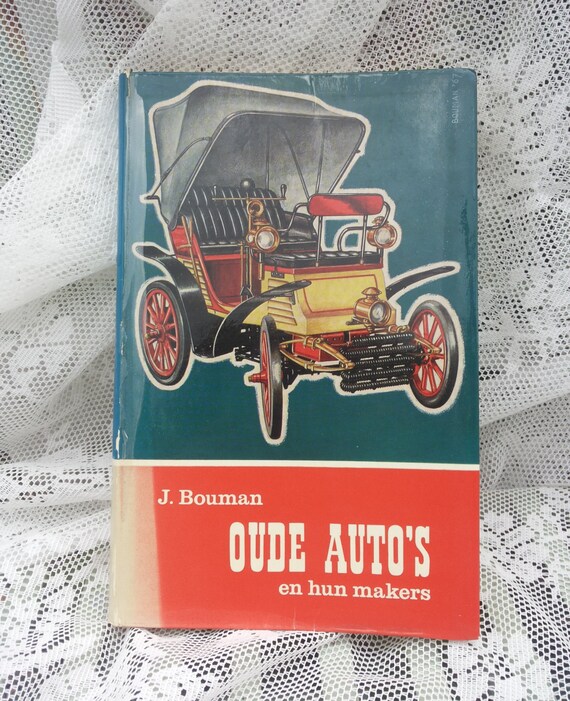 J. Bouman
OUDE AUTO'S
en hun makers